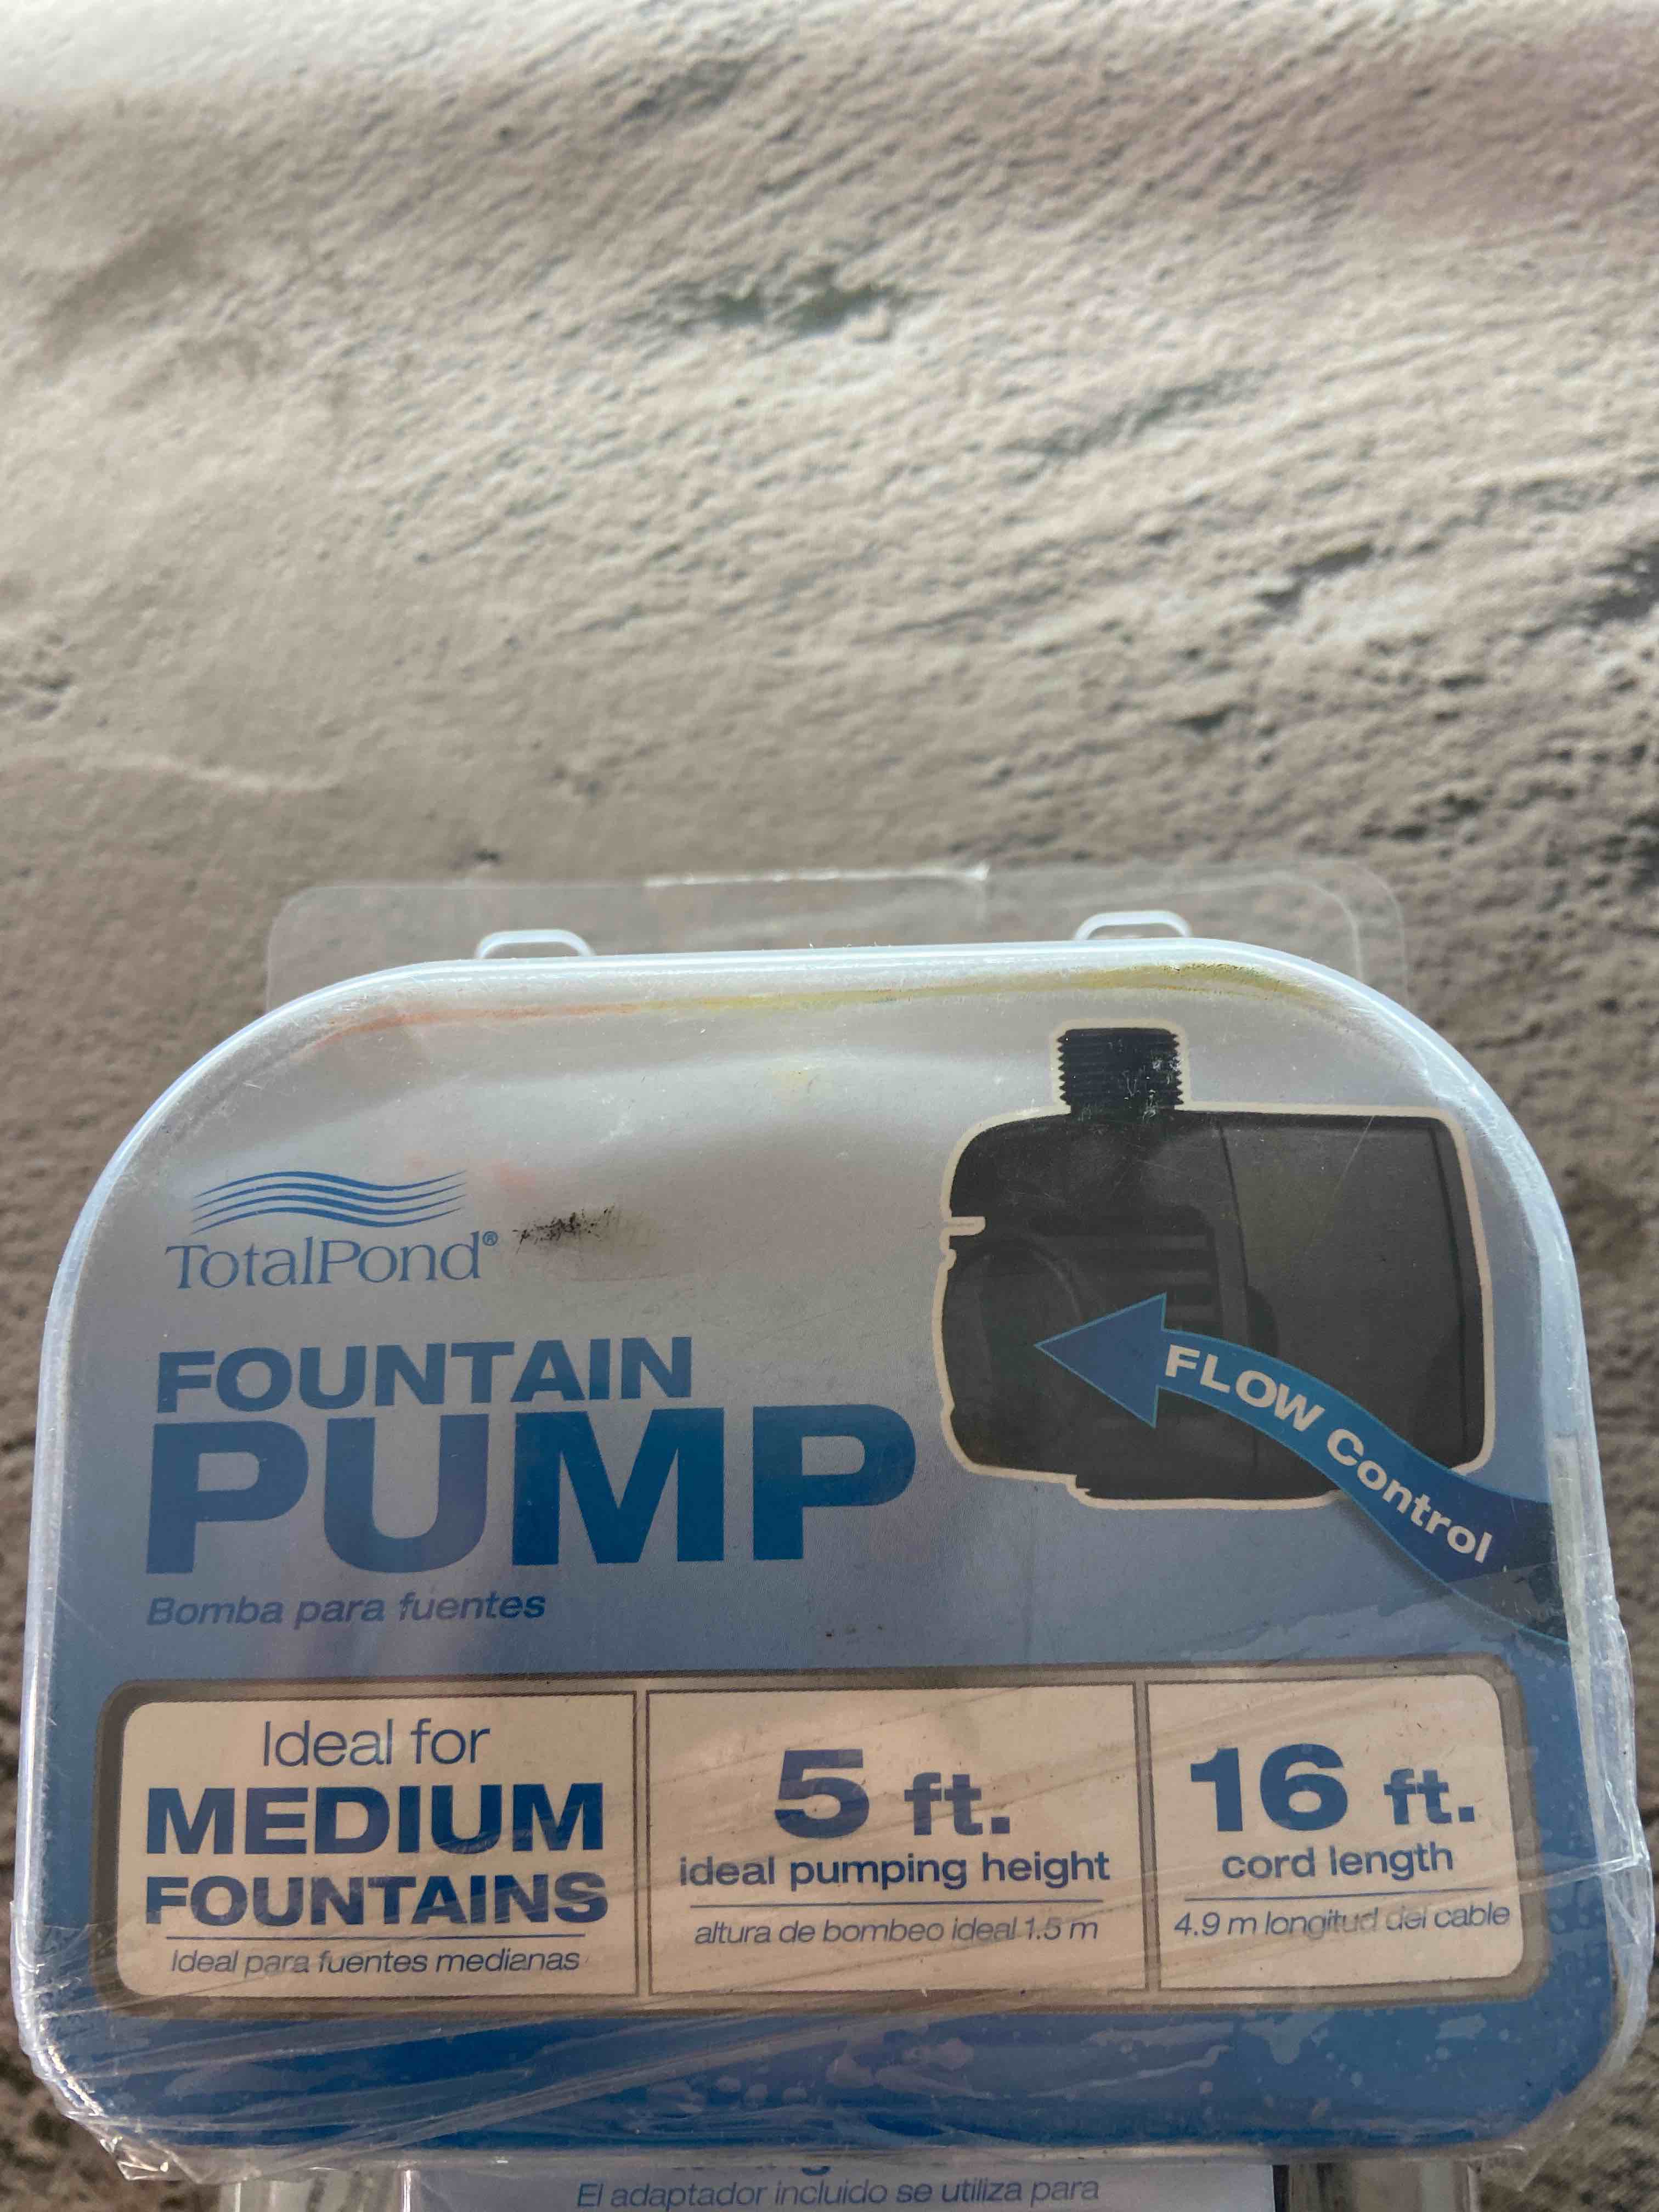 TotalPond®
FOUNTAIN
PUMP
Bomba para fuentes
FLOW Control
Ideal for
MEDIUM
FOUNTAINS
Ideal para fuentes medianas
5 ft.
ideal pumping height
altura de bombeo ideal 1.5 m
16 ft.
cord length
4.9 m longitud del cable
El adaptador incluido se utiliza para